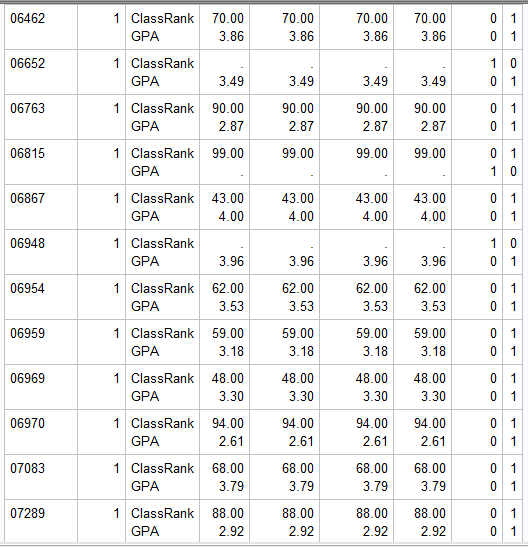 06462 1 ClassRank 70.00 70.00 70.00 70.00 0 1
GPA 3.86 3.86 3.86 3.86 0 1
06652 1 ClassRank . . . . 1 0
GPA 3.49 3.49 3.49 3.49 0 1
06763 1 ClassRank 90.00 90.00 90.00 90.00 0 1
GPA 2.87 2.87 2.87 2.87 0 1
06815 1 ClassRank 99.00 99.00 99.00 99.00 0 1
GPA . . . . 1 0
06867 1 ClassRank 43.00 43.00 43.00 43.00 0 1
GPA 4.00 4.00 4.00 4.00 0 1
06948 1 ClassRank . . . . 1 0
GPA 3.96 3.96 3.96 3.96 0 1
06954 1 ClassRank 62.00 62.00 62.00 62.00 0 1
GPA 3.53 3.53 3.53 3.53 0 1
06959 1 ClassRank 59.00 59.00 59.00 59.00 0 1
GPA 3.18 3.18 3.18 3.18 0 1
06969 1 ClassRank 48.00 48.00 48.00 48.00 0 1
GPA 3.30 3.30 3.30 3.30 0 1
06970 1 ClassRank 94.00 94.00 94.00 94.00 0 1
GPA 2.61 2.61 2.61 2.61 0 1
07083 1 ClassRank 68.00 68.00 68.00 68.00 0 1
GPA 3.79 3.79 3.79 3.79 0 1
07289 1 ClassRank 88.00 88.00 88.00 88.00 0 1
GPA 2.92 2.92 2.92 2.92 0 1